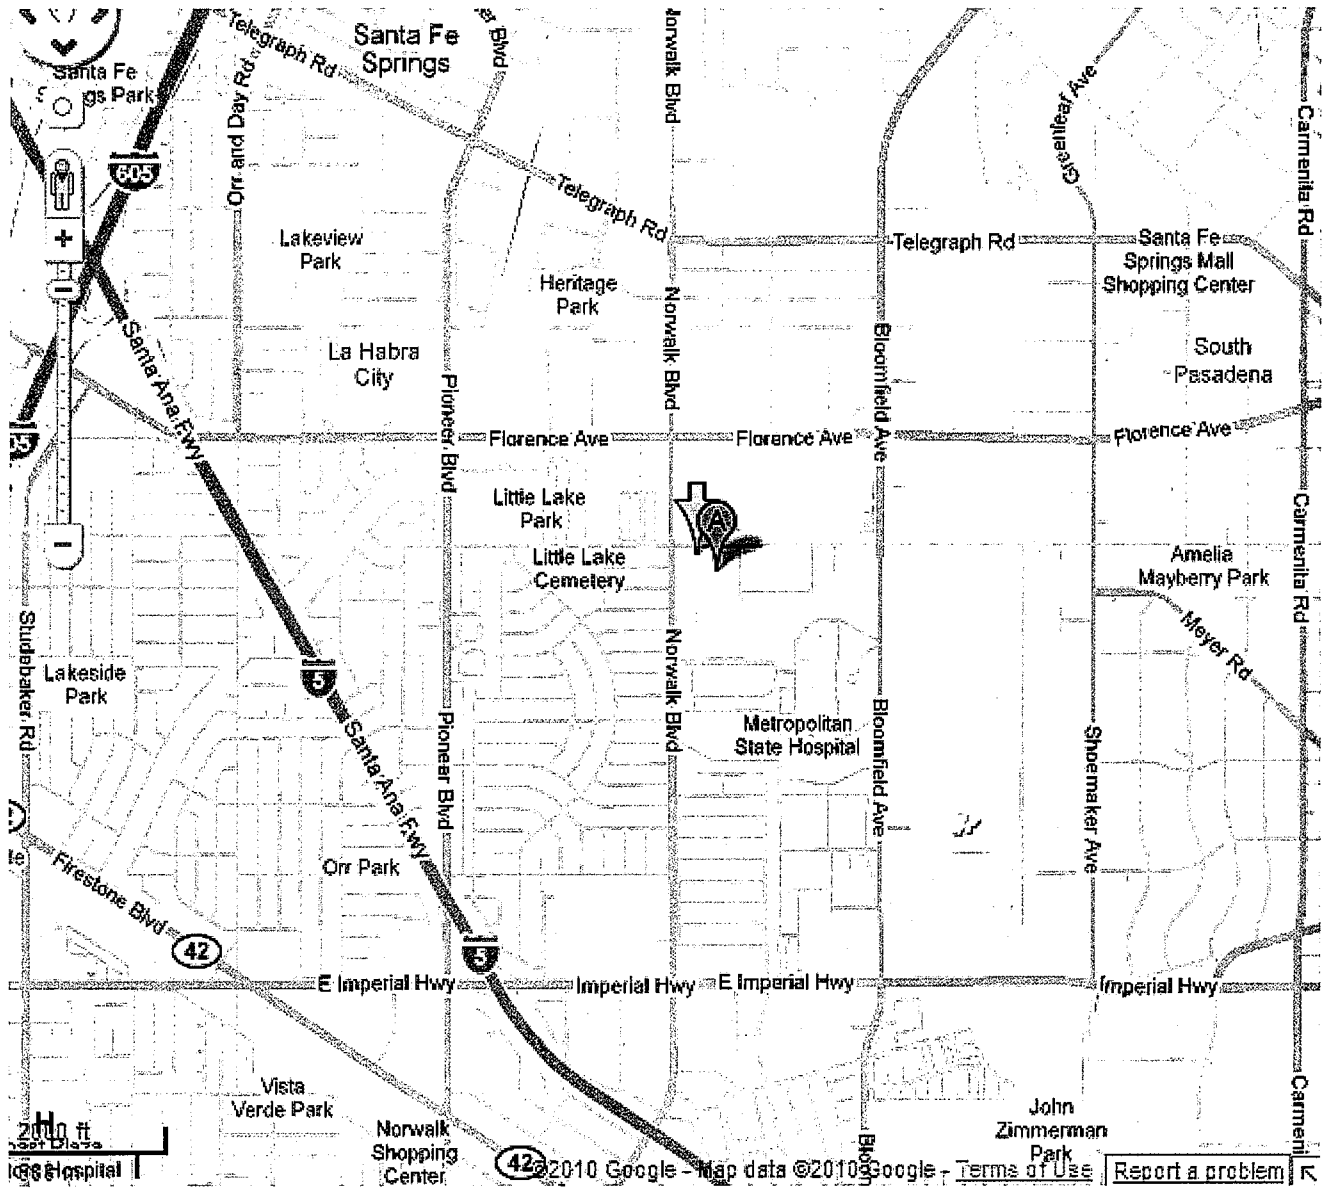 Santa Fe
Springs
Telegraph Rd
Norwalk Blvd
Santa Fe
gs Park
Orr and Day Rd
605
Greenleaf Ave
Carmenita Rd
Telegraph Rd
Telegraph Rd
Lakeview
Park
Heritage
Park
Santa Fe
Springs Mall
Shopping Center
Santa Ana Fwy
La Habra
City
Norwalk Blvd
Bloomfield Ave
South
Pasadena
Pioneer Blvd
Florence Ave
Florence Ave
Florence Ave
Little Lake
Park
A
Little Lake
Cemetery
Carmenita Rd
Amelia
Mayberry Park
Meyer Rd
Studebaker Rd
Lakeside
Park
5
Norwalk Blvd
Santa Ana Fwy
Pioneer Blvd
Metropolitan
State Hospital
Bloomfield Ave
Shoemaker Ave
Orr Park
Firestone Blvd
42
5
E Imperial Hwy
Imperial Hwy
E Imperial Hwy
Imperial Hwy
Vista
Verde Park
Norwalk
Shopping
Center
John
Zimmerman
Park
Carmeni
Hospital
42
©2010 Google - Map data ©2010 Google - Terms of Use
Report a problem